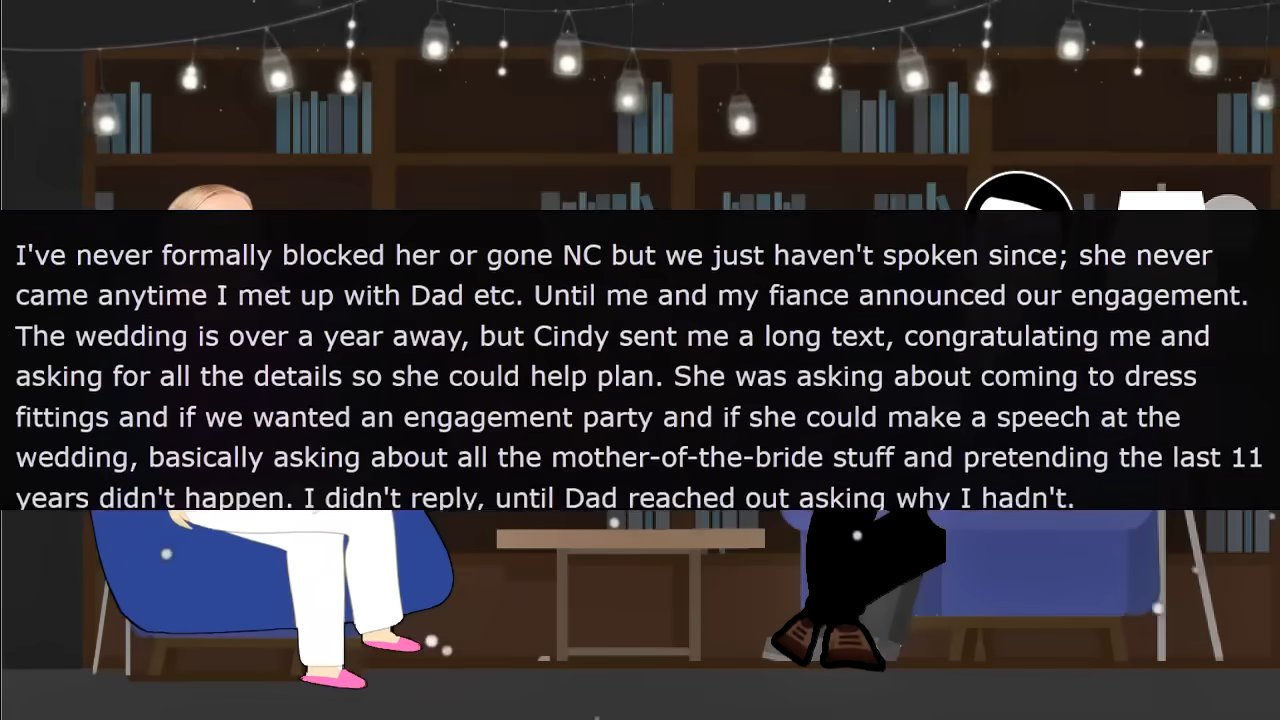 I've never formally blocked her or gone NC but we just haven't spoken since; she never
came anytime I met up with Dad etc. Until me and my fiance announced our engagement.
The wedding is over a year away, but Cindy sent me a long text, congratulating me and
asking for all the details so she could help plan. She was asking about coming to dress
fittings and if we wanted an engagement party and if she could make a speech at the
wedding, basically asking about all the mother-of-the-bride stuff and pretending the last 11
years didn't happen. I didn't reply, until Dad reached out asking why I hadn't.